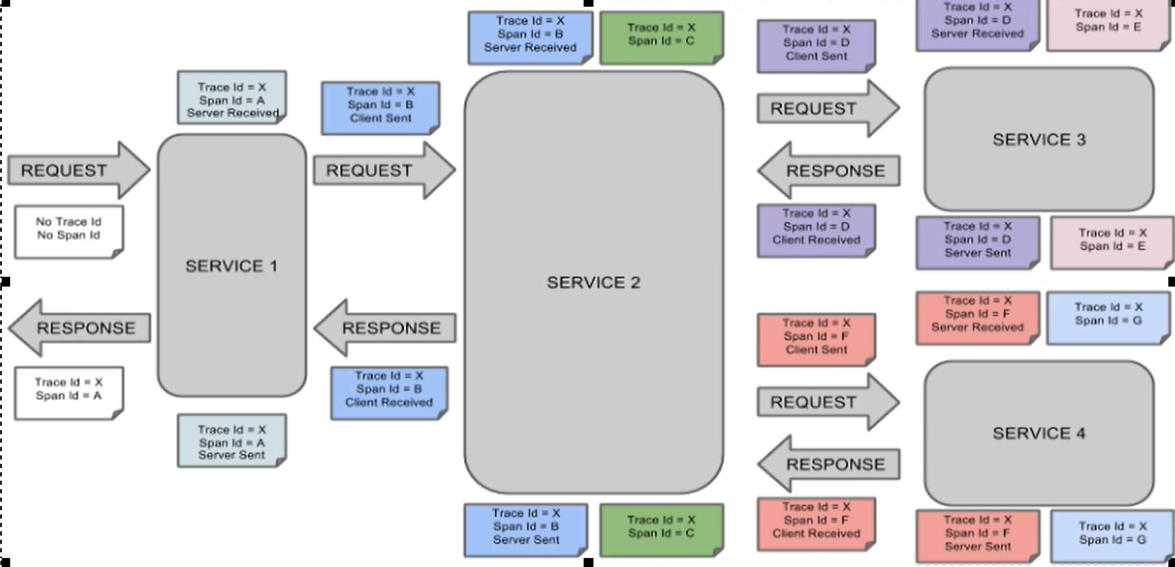 Trace Id = X
Span Id = B
Server Received
Trace Id = X
Span Id = C
Trace Id = X
Span Id = D
Client Sent
Trace Id = X
Span Id = D
Server Received
Trace Id = X
Span Id = E
Trace Id = X
Span Id = A
Server Received
Trace Id = X
Span Id = B
Client Sent
REQUEST
No Trace Id
No Span Id
SERVICE 1
REQUEST
SERVICE 2
REQUEST
RESPONSE
SERVICE 3
Trace Id = X
Span Id = D
Client Received
Trace Id = X
Span Id = D
Server Sent
Trace Id = X
Span Id = E
RESPONSE
Trace Id = X
Span Id = A
RESPONSE
Trace Id = X
Span Id = B
Client Received
Trace Id = X
Span Id = A
Server Sent
Trace Id = X
Span Id = F
Client Sent
Trace Id = X
Span Id = F
Server Received
Trace Id = X
Span Id = G
REQUEST
RESPONSE
SERVICE 4
Trace Id = X
Span Id = B
Server Sent
Trace Id = X
Span Id = C
Trace Id = X
Span Id = F
Client Received
Trace Id = X
Span Id = F
Server Sent
Trace Id = X
Span Id = G